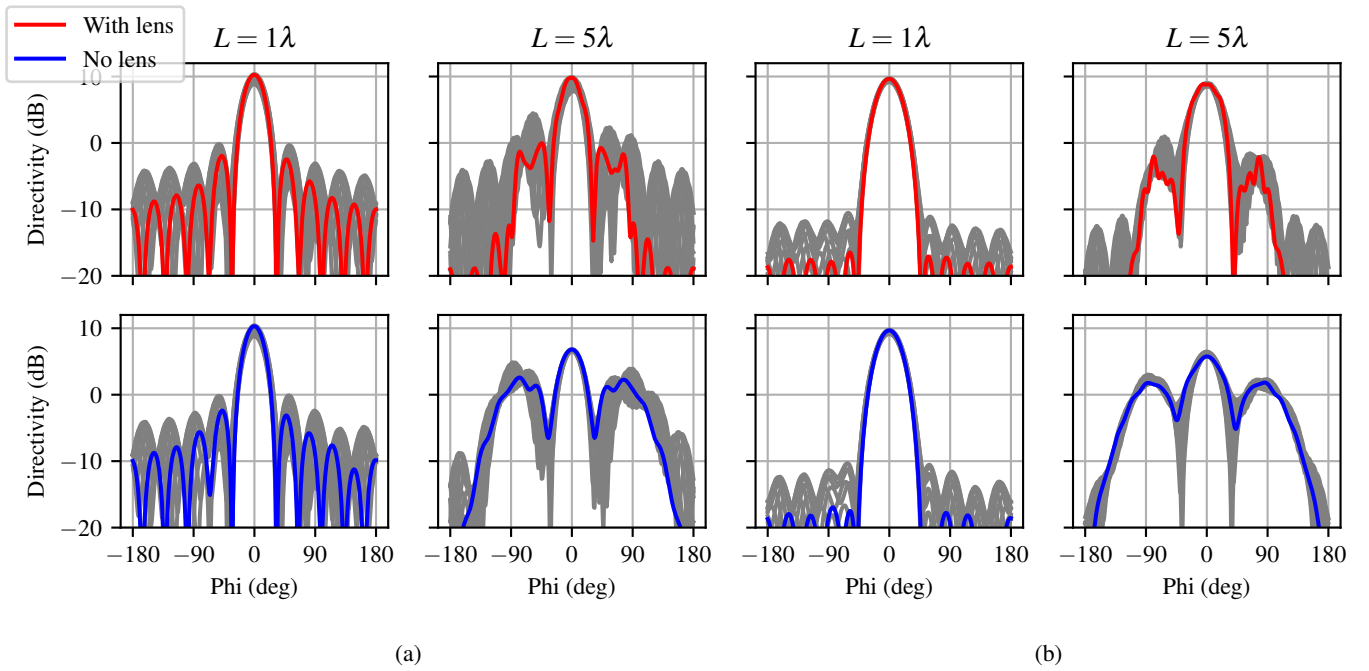 With lens
No lens
L = 1λ
L = 5λ
L = 1λ
L = 5λ
Directivity (dB)
10
0
−10
−20
Directivity (dB)
10
0
−10
−20
−180 −90 0 90 180
−180 −90 0 90 180
−180 −90 0 90 180
−180 −90 0 90 180
Phi (deg)
Phi (deg)
Phi (deg)
Phi (deg)
(a)
(b)